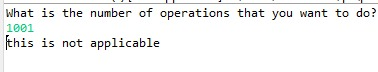 What is the number of operations that you want to do?
1001
this is not applicable